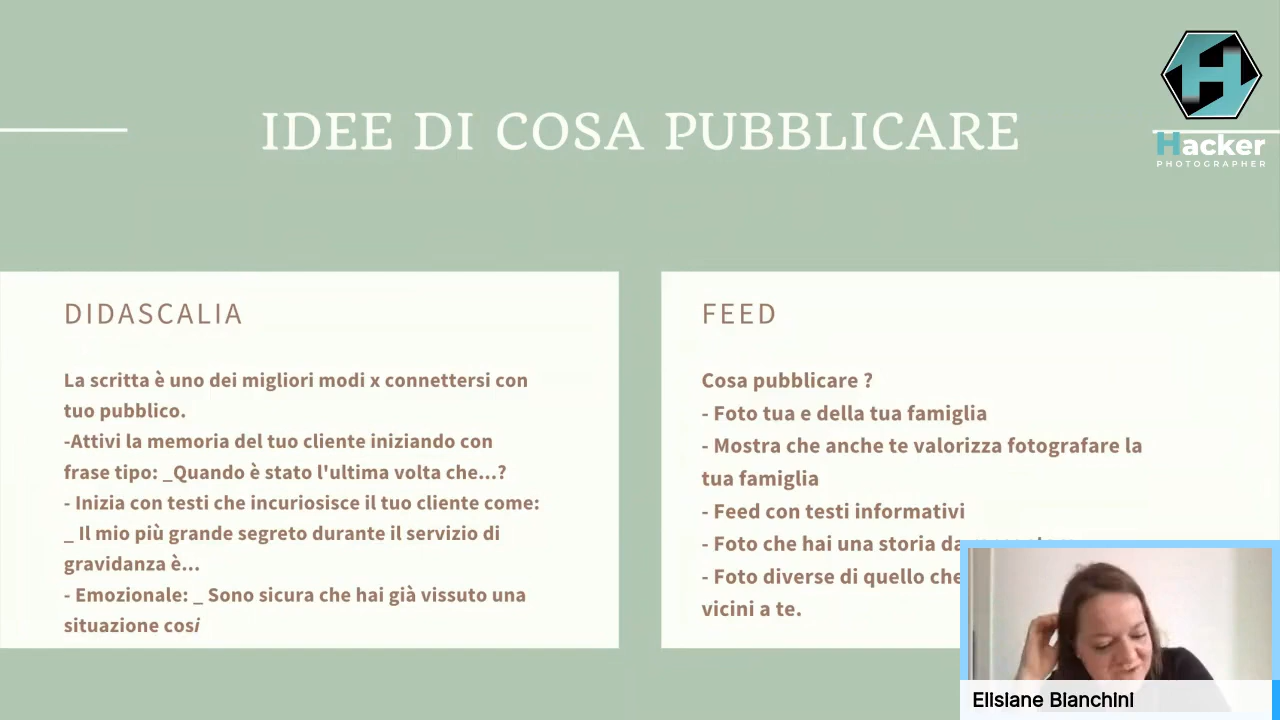 IDEE DI COSA PUBBLICARE
Hacker
PHOTOGRAPHER
DIDASCALIA
La scritta è uno dei migliori modi x connettersi con
tuo pubblico.
-Attivi la memoria del tuo cliente iniziando con
frase tipo: _Quando è stato l'ultima volta che...?
- Inizia con testi che incuriosisce il tuo cliente come:
_ Il mio più grande segreto durante il servizio di
gravidanza è...
- Emozionale: _ Sono sicura che hai già vissuto una
situazione così
FEED
Cosa pubblicare ?
- Foto tua e della tua famiglia
- Mostra che anche te valorizza fotografare la
tua famiglia
- Feed con testi informativi
- Foto che hai una storia da
- Foto diverse di quello che
vicini a te.
Elisiane Bianchini